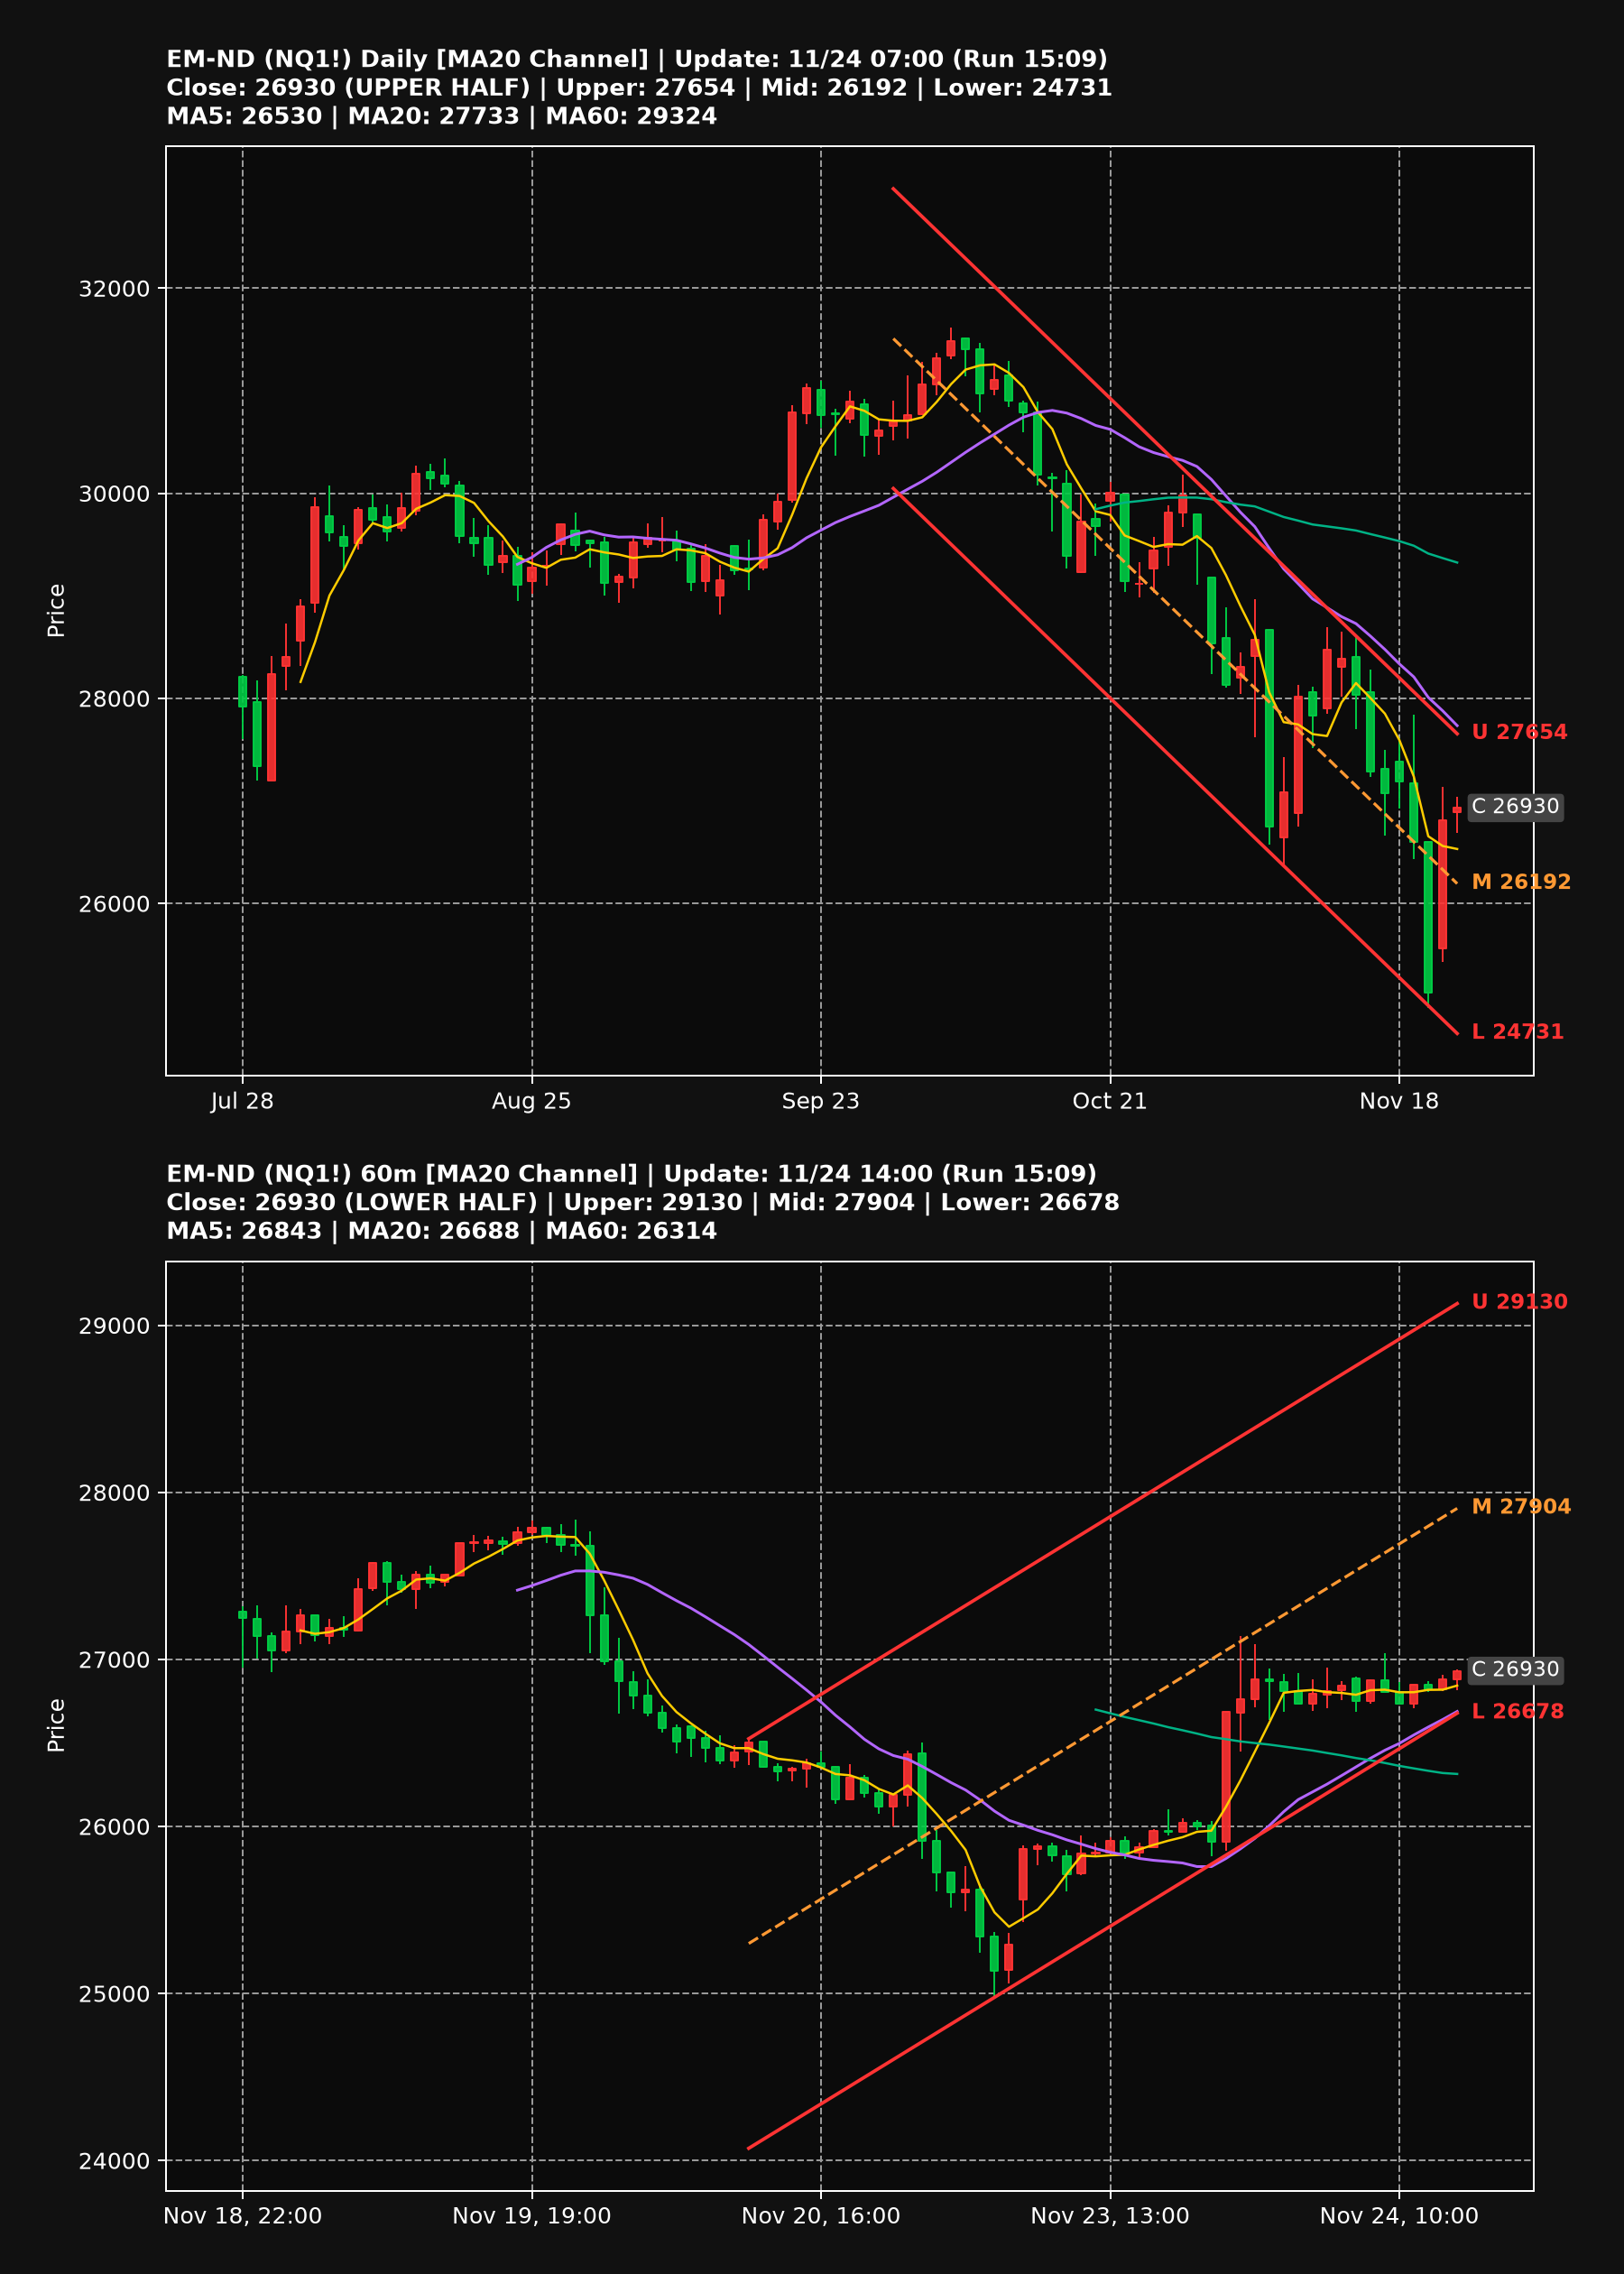 EM-ND (NQ1!) Daily [MA20 Channel] | Update: 11/24 07:00 (Run 15:09)
Close: 26930 (UPPER HALF) | Upper: 27654 | Mid: 26192 | Lower: 24731
MA5: 26530 | MA20: 27733 | MA60: 29324
Price
32000
30000
28000
26000
U 27654
C 26930
M 26192
L 24731
Jul 28
Aug 25
Sep 23
Oct 21
Nov 18
EM-ND (NQ1!) 60m [MA20 Channel] | Update: 11/24 14:00 (Run 15:09)
Close: 26930 (LOWER HALF) | Upper: 29130 | Mid: 27904 | Lower: 26678
MA5: 26843 | MA20: 26688 | MA60: 26314
Price
29000
28000
27000
26000
25000
24000
U 29130
M 27904
C 26930
L 26678
Nov 18, 22:00
Nov 19, 19:00
Nov 20, 16:00
Nov 23, 13:00
Nov 24, 10:00